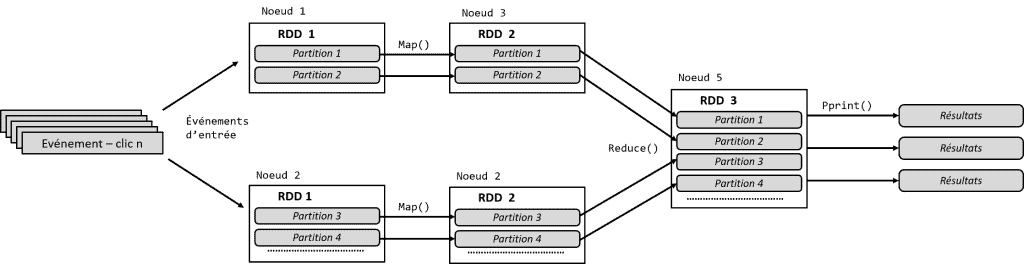 Noeud 1
Noeud 3
RDD 1
RDD 2
Partition 1
Map()
Partition 1
Partition 2
Partition 2
Noeud 5
RDD 3
Pprint()
Partition 1
Résultats
Événements
d'entrée
Evénement – clic n
Partition 2
Reduce()
Résultats
Partition 3
Partition 4
Résultats
Noeud 2
Noeud 2
RDD 1
RDD 2
Map()
Partition 3
Partition 3
Partition 4
Partition 4